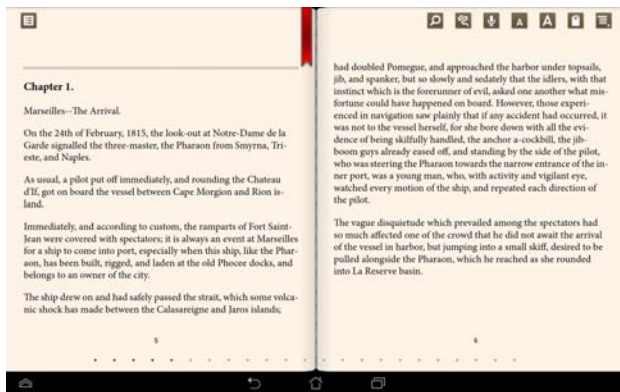 Chapter 1.
Marseilles--The Arrival.
On the 24th of February, 1815, the look-out at Notre-Dame de la
Garde signalled the three-master, the Pharaon from Smyrna, Tri-
este, and Naples.
As usual, a pilot put off immediately, and rounding the Chateau
d'If, got on board the vessel between Cape Morgion and Rion is-
land.
Immediately, and according to custom, the ramparts of Fort Saint-
Jean were covered with spectators; it is always an event at Marseilles
for a ship to come into port, especially when this ship, like the Phar-
aon, has been built, rigged, and laden at the old Phocee docks, and
belongs to an owner of the city.
The ship drew on and had safely passed the strait, which some volca-
nic shock has made between the Calasareigne and Jaros islands;
5
A
A
had doubled Pomegue, and approached the harbor under topsails,
jib, and spanker, but so slowly and sedately that the idlers, with that
instinct which is the forerunner of evil, asked one another what mis-
fortune could have happened on board. However, those experi-
enced in navigation saw plainly that if any accident had occurred, it
was not to the vessel herself, for she bore down with all the evi-
dence of being skilfully handled, the anchor a-cockbill, the jib-
boom guys already eased off, and standing by the side of the pilot,
who was steering the Pharaon towards the narrow entrance of the in-
ner port, was a young man, who, with activity and vigilant eye,
watched every motion of the ship, and repeated each direction of
the pilot.
The vague disquietude which prevailed among the spectators had
so much affected one of the crowd that he did not await the arrival
of the vessel in harbor, but jumping into a small skiff, desired to be
pulled alongside the Pharaon, which he reached as she rounded
into La Reserve basin.
6